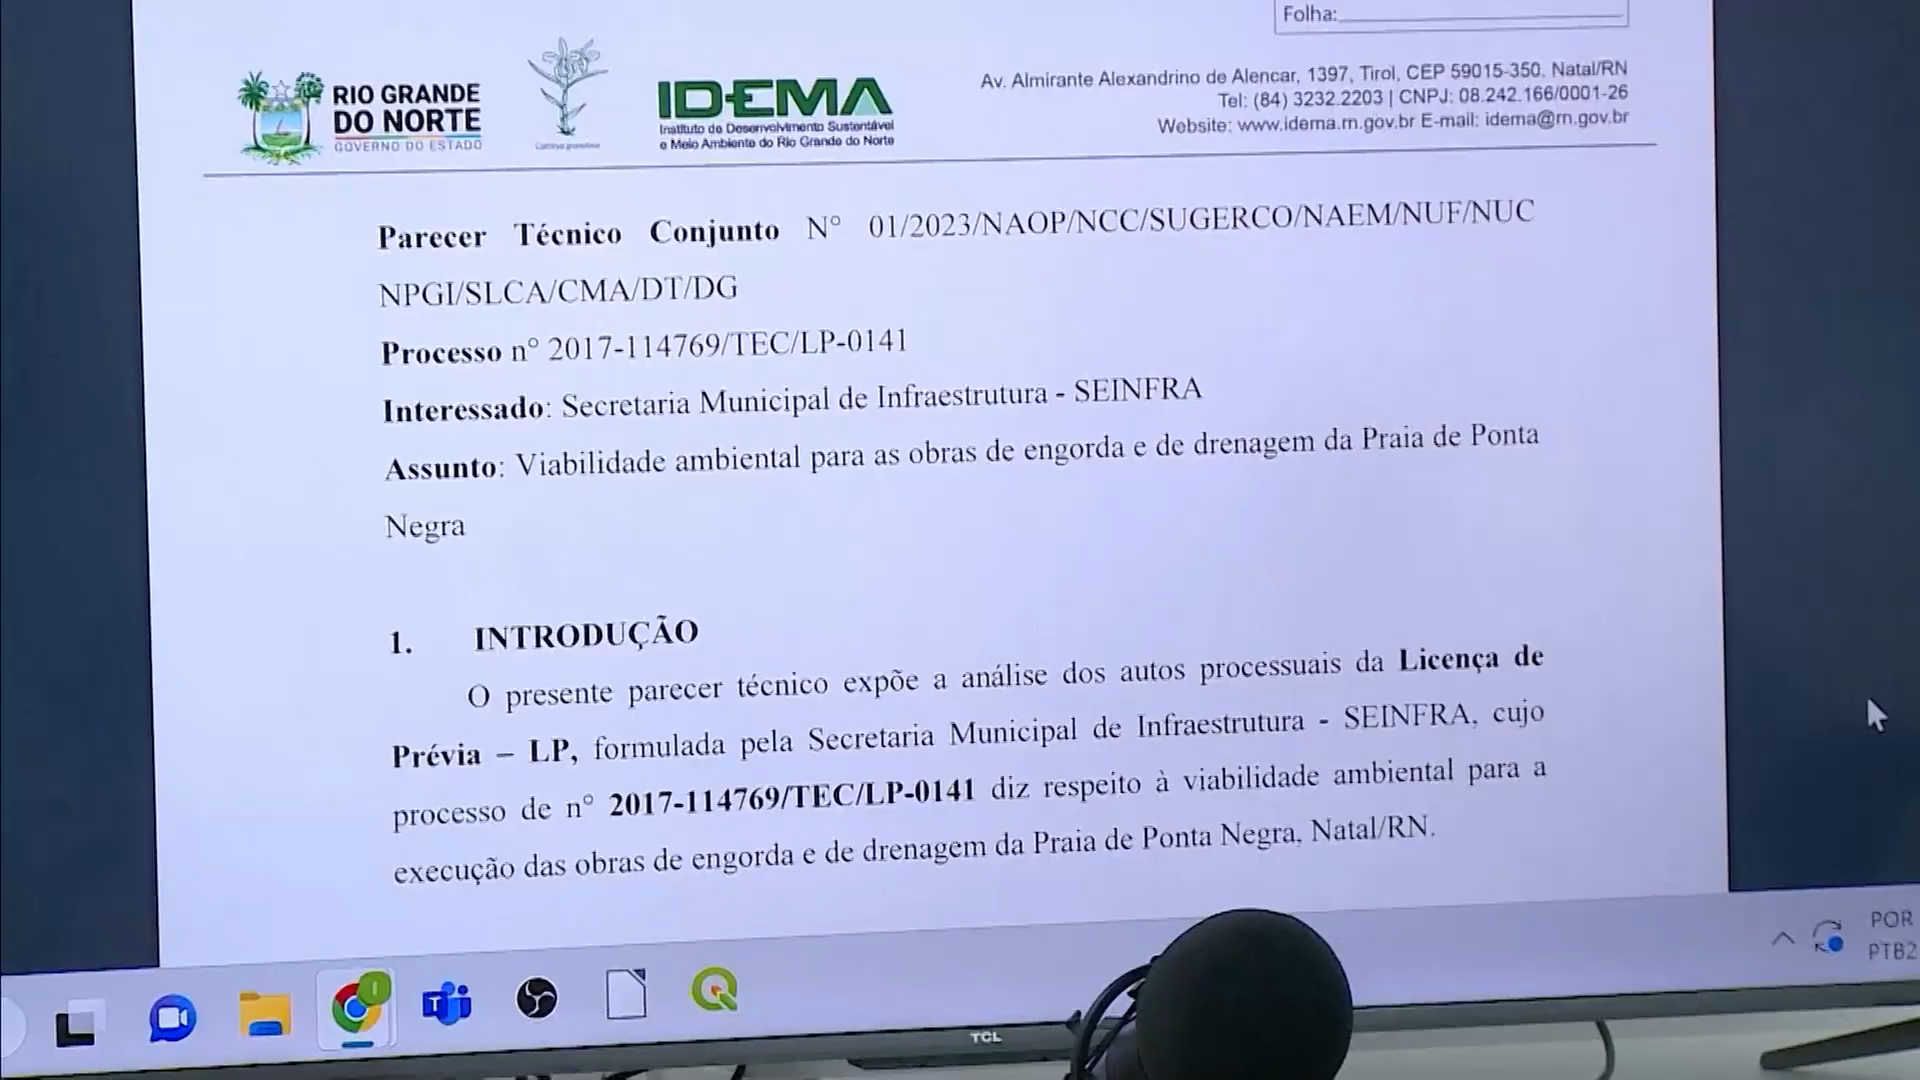 Folha:
RIO GRANDE
DO NORTE
GOVERNO DO ESTADO
IDEMA
Instituto de Desenvolvimento Sustentável
e Meio Ambiente do Rio Grande do Norte
Av. Almirante Alexandrino de Alencar, 1397, Tirol, CEP 59015-350. Natal/RN
Tel: (84) 3232.2203 | CNPJ: 08.242.166/0001-26
Website: www.idema.rn.gov.br E-mail: idema@rn.gov.br
Parecer Técnico Conjunto Nº 01/2023/NAOP/NCC/SUGERCO/NAEM/NUF/NUC
NPGI/SLCA/CMA/DT/DG
Processo nº 2017-114769/TEC/LP-0141
Interessado: Secretaria Municipal de Infraestrutura - SEINFRA
Assunto: Viabilidade ambiental para as obras de engorda e de drenagem da Praia de Ponta
Negra
1. INTRODUÇÃO
O presente parecer técnico expõe a análise dos autos processuais da Licença de
Prévia – LP, formulada pela Secretaria Municipal de Infraestrutura - SEINFRA, cujo
processo de nº 2017-114769/TEC/LP-0141 diz respeito à viabilidade ambiental para a
execução das obras de engorda e de drenagem da Praia de Ponta Negra, Natal/RN.
POR
PTB2
TCL